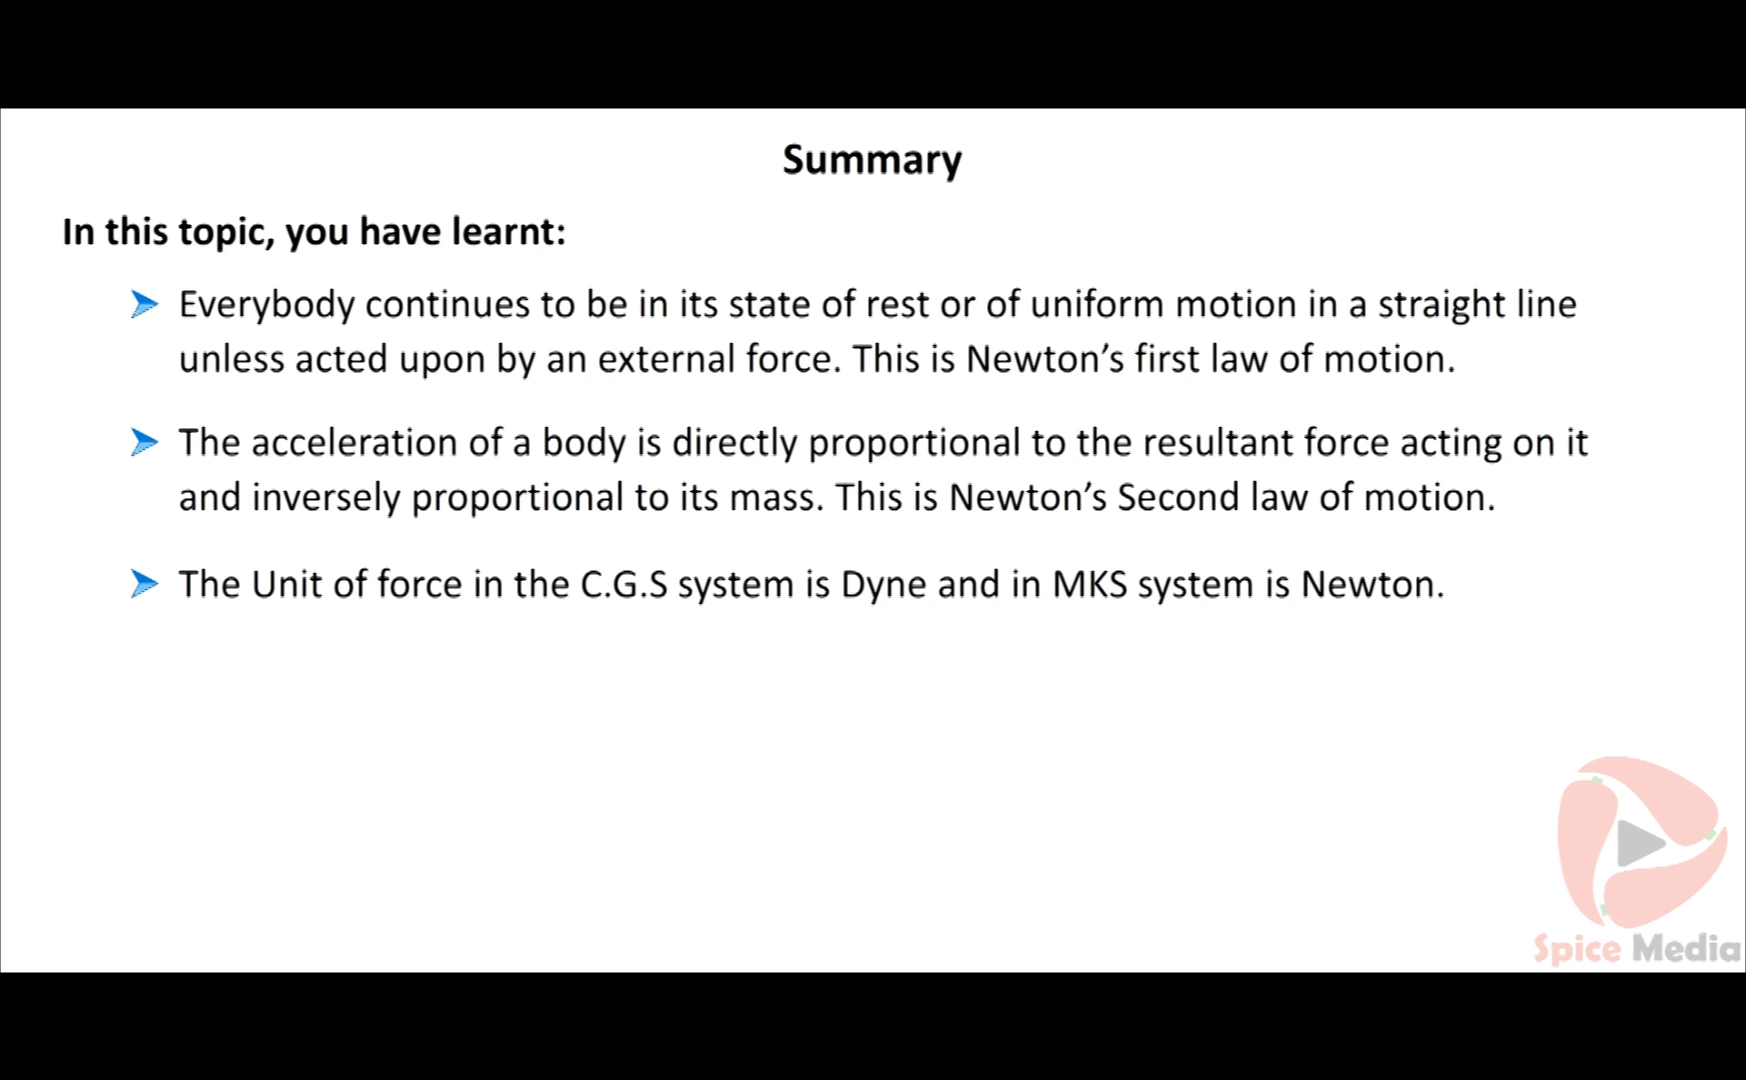 Summary
In this topic, you have learnt:
Everybody continues to be in its state of rest or of uniform motion in a straight line
unless acted upon by an external force. This is Newton’s first law of motion.
The acceleration of a body is directly proportional to the resultant force acting on it
and inversely proportional to its mass. This is Newton’s Second law of motion.
The Unit of force in the C.G.S system is Dyne and in MKS system is Newton.
Spice Media